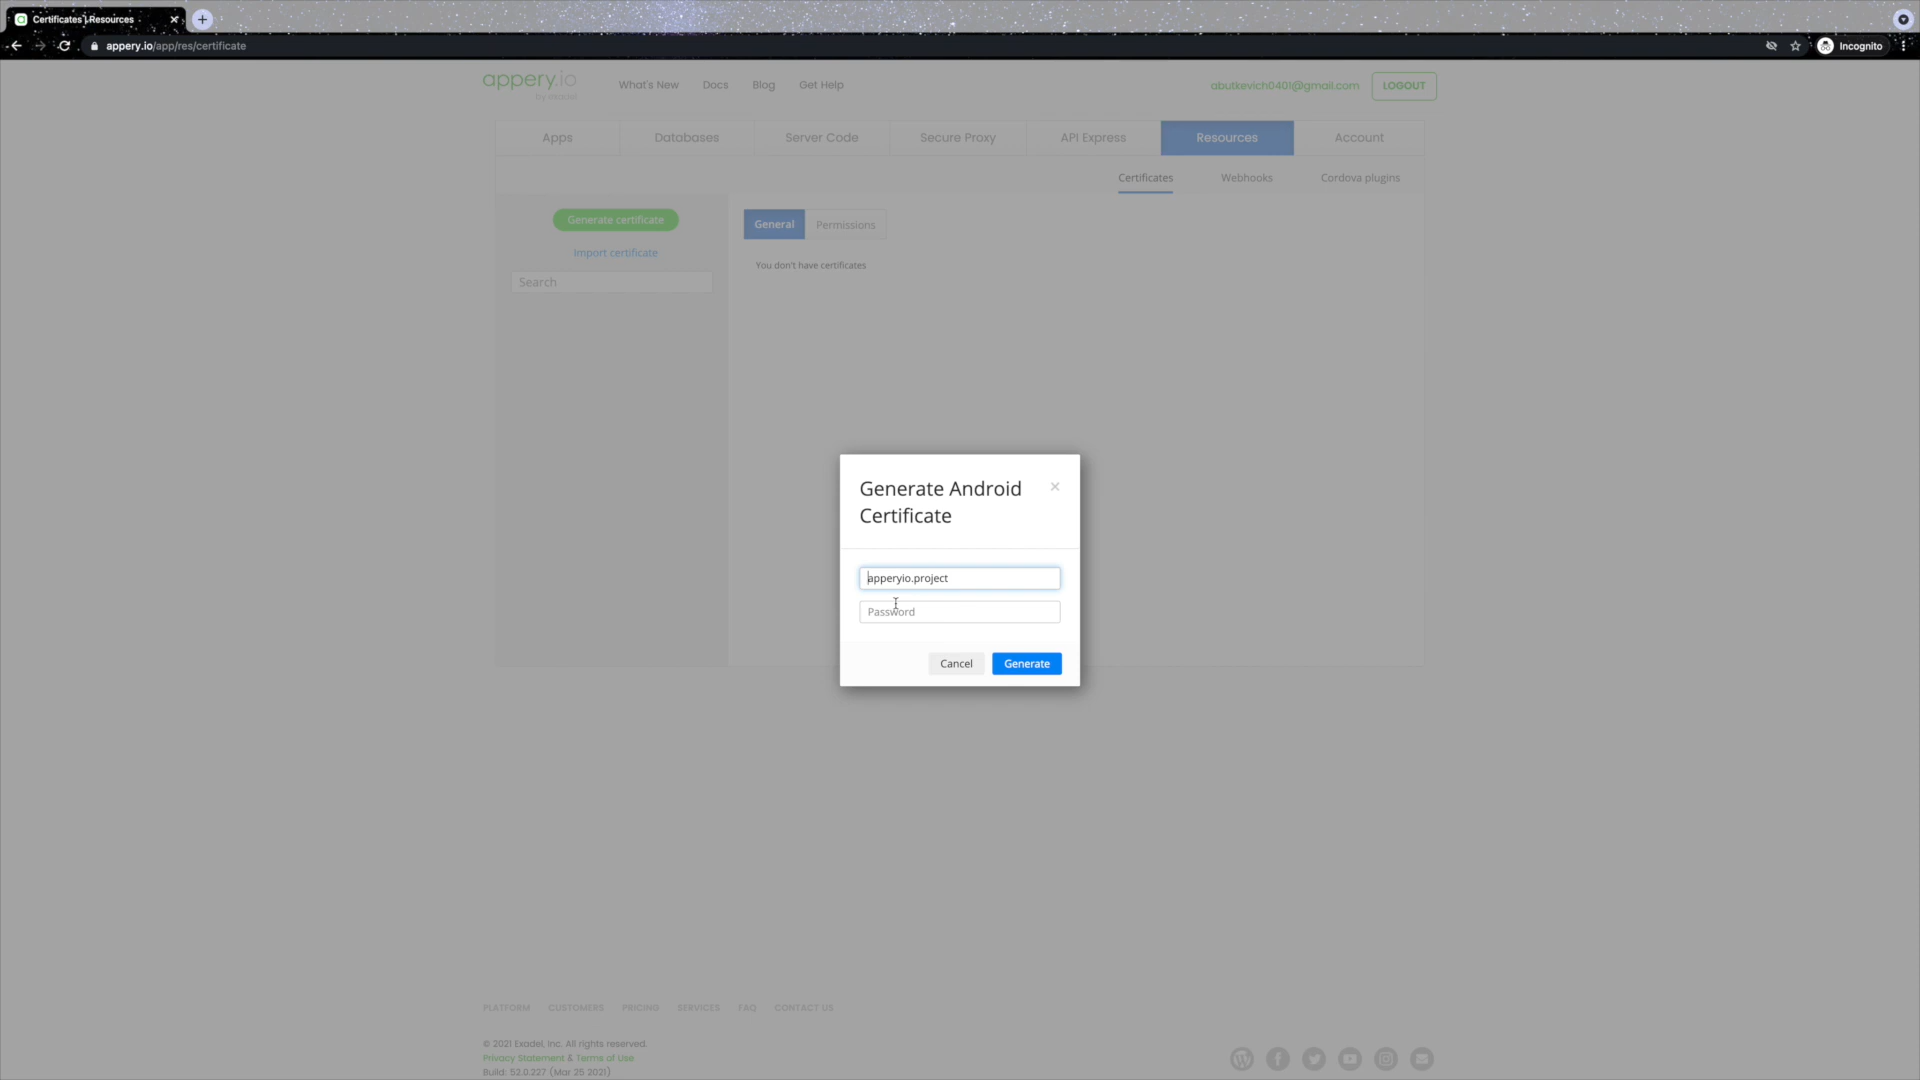 Certificates | Resources
appery.io/app/res/certificate
Incognito
appery.io
by exadel
What's New
Docs
Blog
Get Help
abutkevich0401@gmail.com
LOGOUT
Apps
Databases
Server Code
Secure Proxy
API Express
Resources
Account
Certificates
Webhooks
Cordova plugins
Generate certificate
Import certificate
Search
General
Permissions
You don't have certificates
Generate Android
Certificate
apperyio.project
Password
Cancel
Generate
PLATFORM
CUSTOMERS
PRICING
SERVICES
FAQ
CONTACT US
© 2021 Exadel, Inc. All rights reserved.
Privacy Statement & Terms of Use
Build: 52.0.227 (Mar 25 2021)